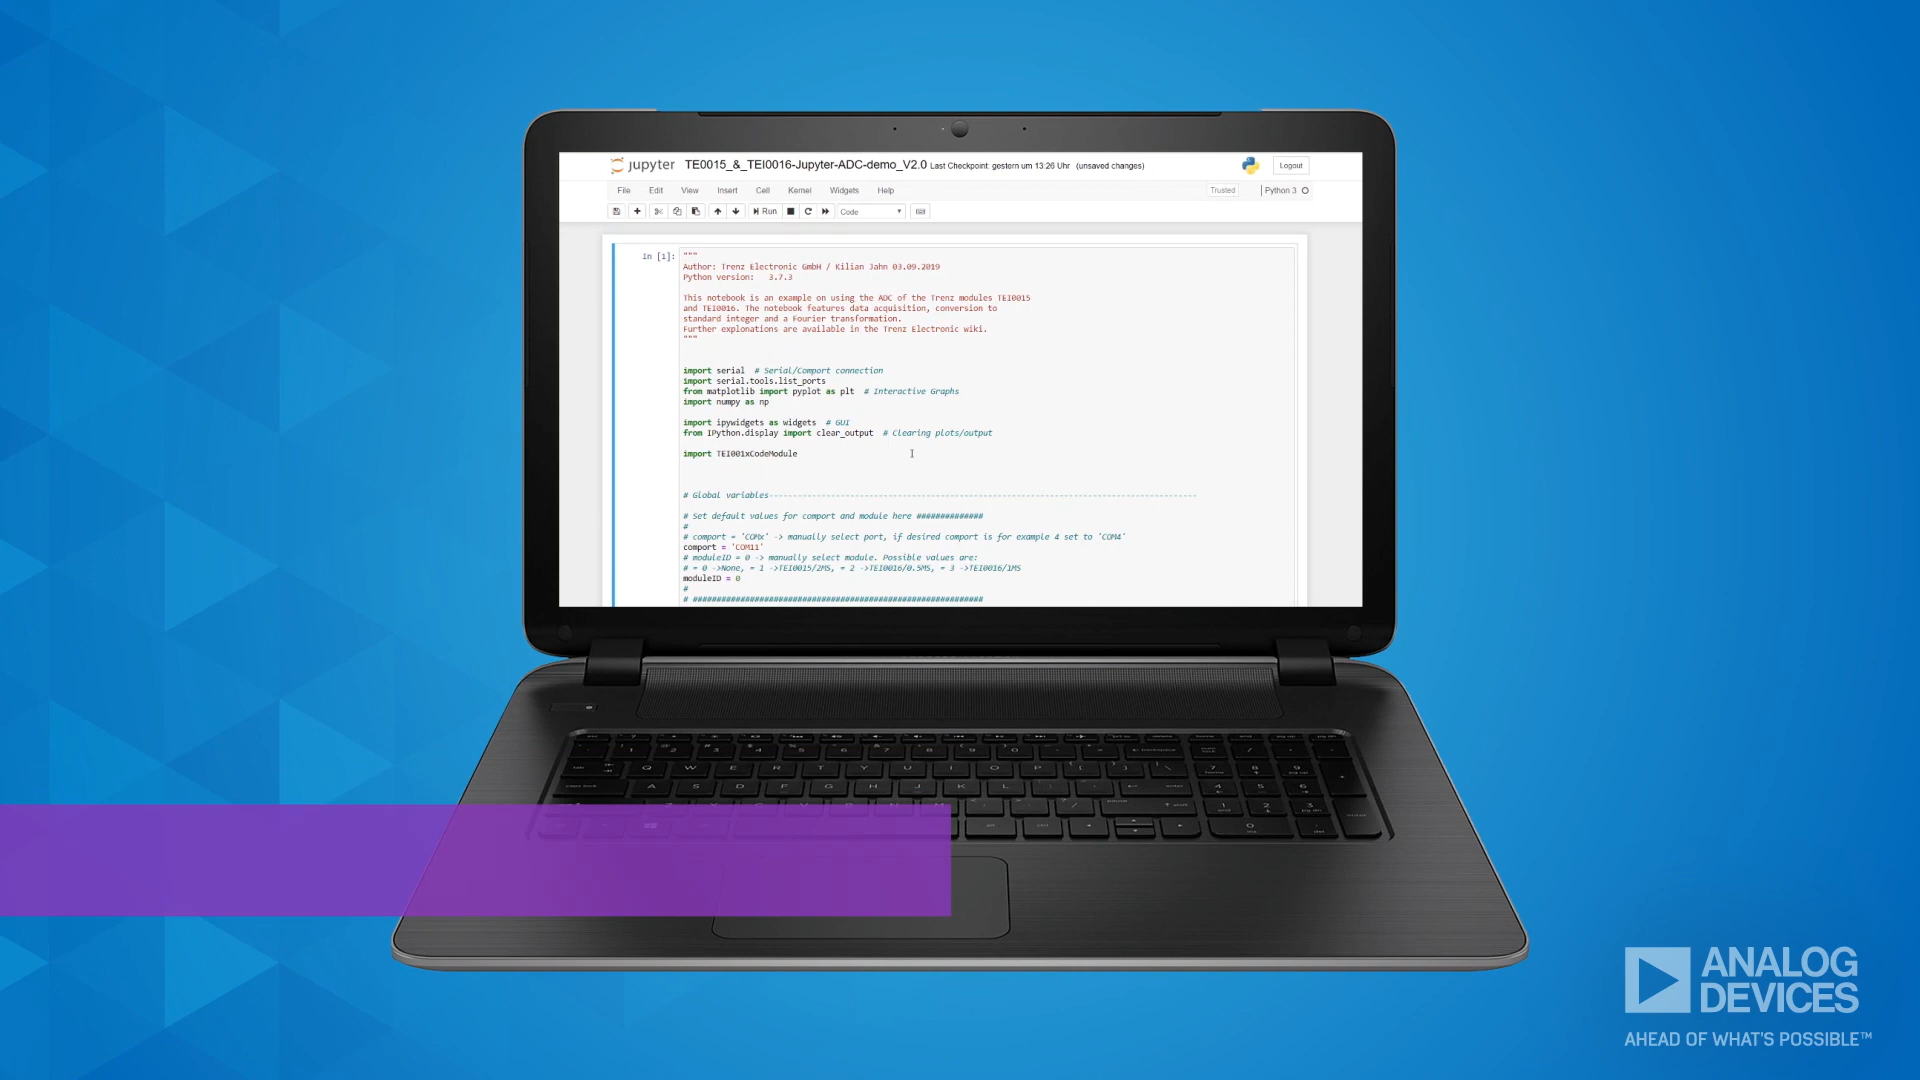 jupyter TE0015_&_TEI0016-Jupyter-ADC-demo_V2.0 Last Checkpoint: gestern um 13:26 Uhr (unsaved changes) Logout
File Edit View Insert Cell Kernel Widgets Help Trusted Python 3
Run Code
In [1]: """
Author: Trenz Electronic GmbH / Kilian Jahn 03.09.2019
Python version: 3.7.3
This notebook is an example on using the ADC of the Trenz modules TEI0015
and TEI0016. The notebook features data acquisition, conversion to
standard integer and a Fourier transformation.
Further explonations are available in the Trenz Electronic wiki.
"""
import serial # Serial/Comport connection
import serial.tools.list_ports
from matplotlib import pyplot as plt # Interactive Graphs
import numpy as np
import ipywidgets as widgets # GUI
from IPython.display import clear_output # Clearing plots/output
import TEI001xCodeModule
# Global variables------------------------------------------------------------------------------------------
# Set default values for comport and module here ##############
#
# comport = 'COMx' -> manually select port, if desired comport is for example 4 set to 'COM4'
comport = 'COM11'
# moduleID = 0 -> manually select module. Possible values are:
# = 0 ->None, = 1 ->TEI0015/2MS, = 2 ->TEI0016/0.5MS, = 3 ->TEI0016/1MS
moduleID = 0
#
# #############################################################
ANALOG
DEVICES
AHEAD OF WHAT'S POSSIBLE™